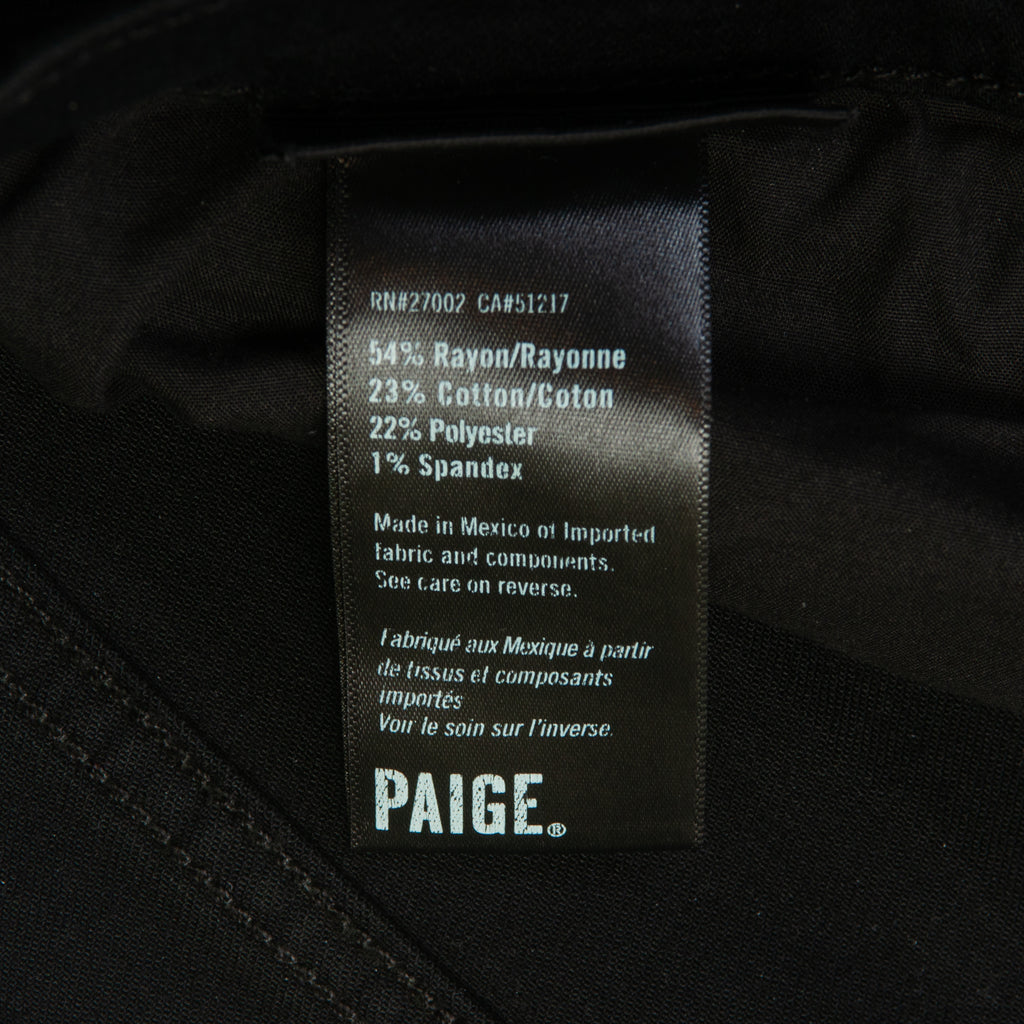 RN#27002 CA#51217
54% Rayon/Rayonne
23% Cotton/Coton
22% Polyester
1% Spandex
Made in Mexico of Imported
fabric and components.
See care on reverse.
Fabriqué aux Mexique à partir
de tissus et composants
importés
Voir le soin sur l'inverse.
PAIGE®